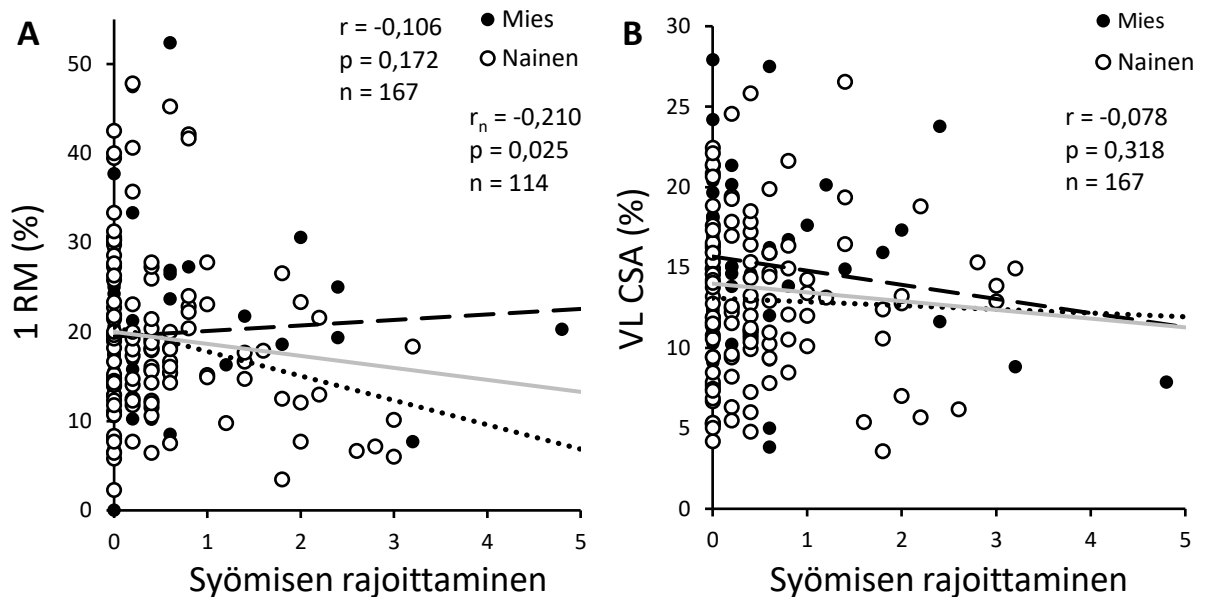 A
r = -0,106
p = 0,172
n = 167
Mies
Nainen
r_n = -0,210
p = 0,025
n = 114
1 RM (%)
50
40
30
20
10
0
0 1 2 3 4 5
Syömisen rajoittaminen
B
Mies
Nainen
r = -0,078
p = 0,318
n = 167
VL CSA (%)
30
25
20
15
10
5
0
0 1 2 3 4 5
Syömisen rajoittaminen